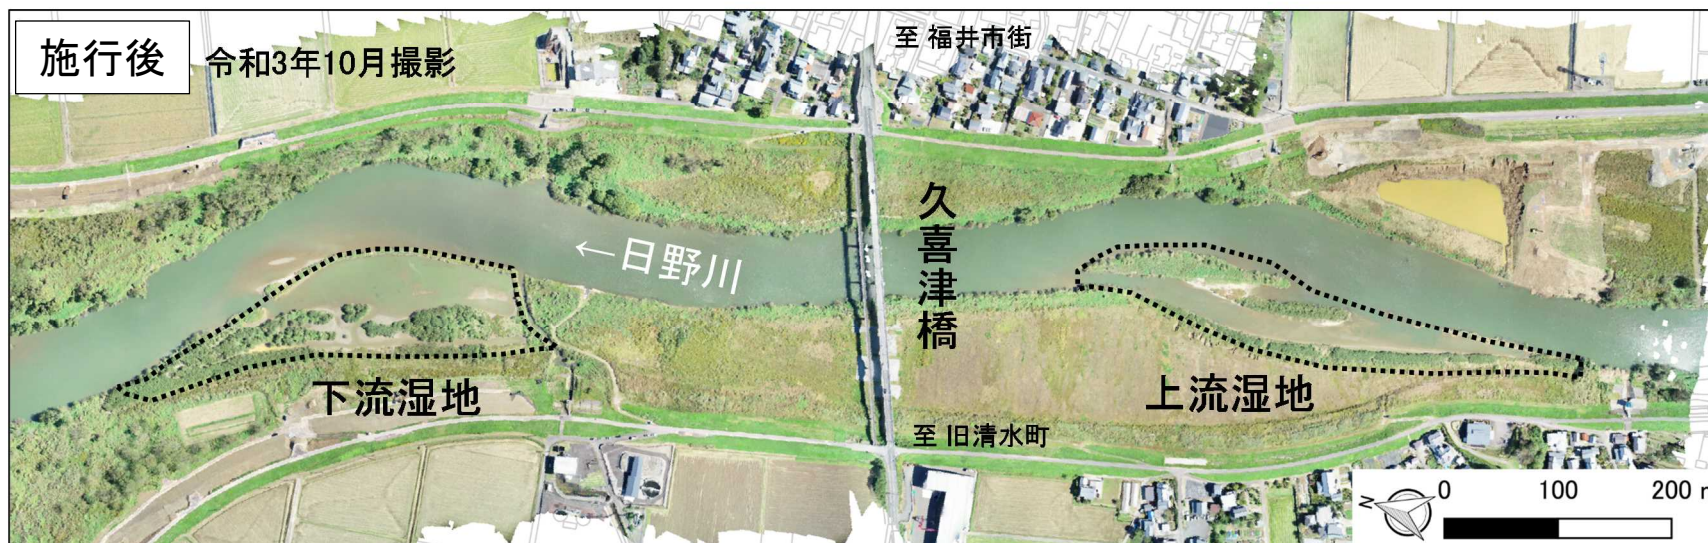 施行後
令和3年10月撮影
至 福井市街
久喜津橋
←日野川
下流湿地
上流湿地
至 旧清水町
N
0 100 200 m